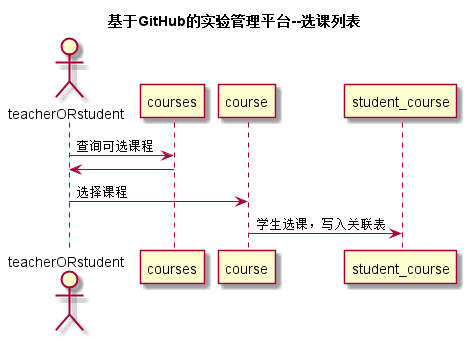 基于GitHub的实验管理平台--选课列表
teacherORstudent
courses
course
student_course
查询可选课程
选择课程
学生选课，写入关联表
teacherORstudent
courses
course
student_course